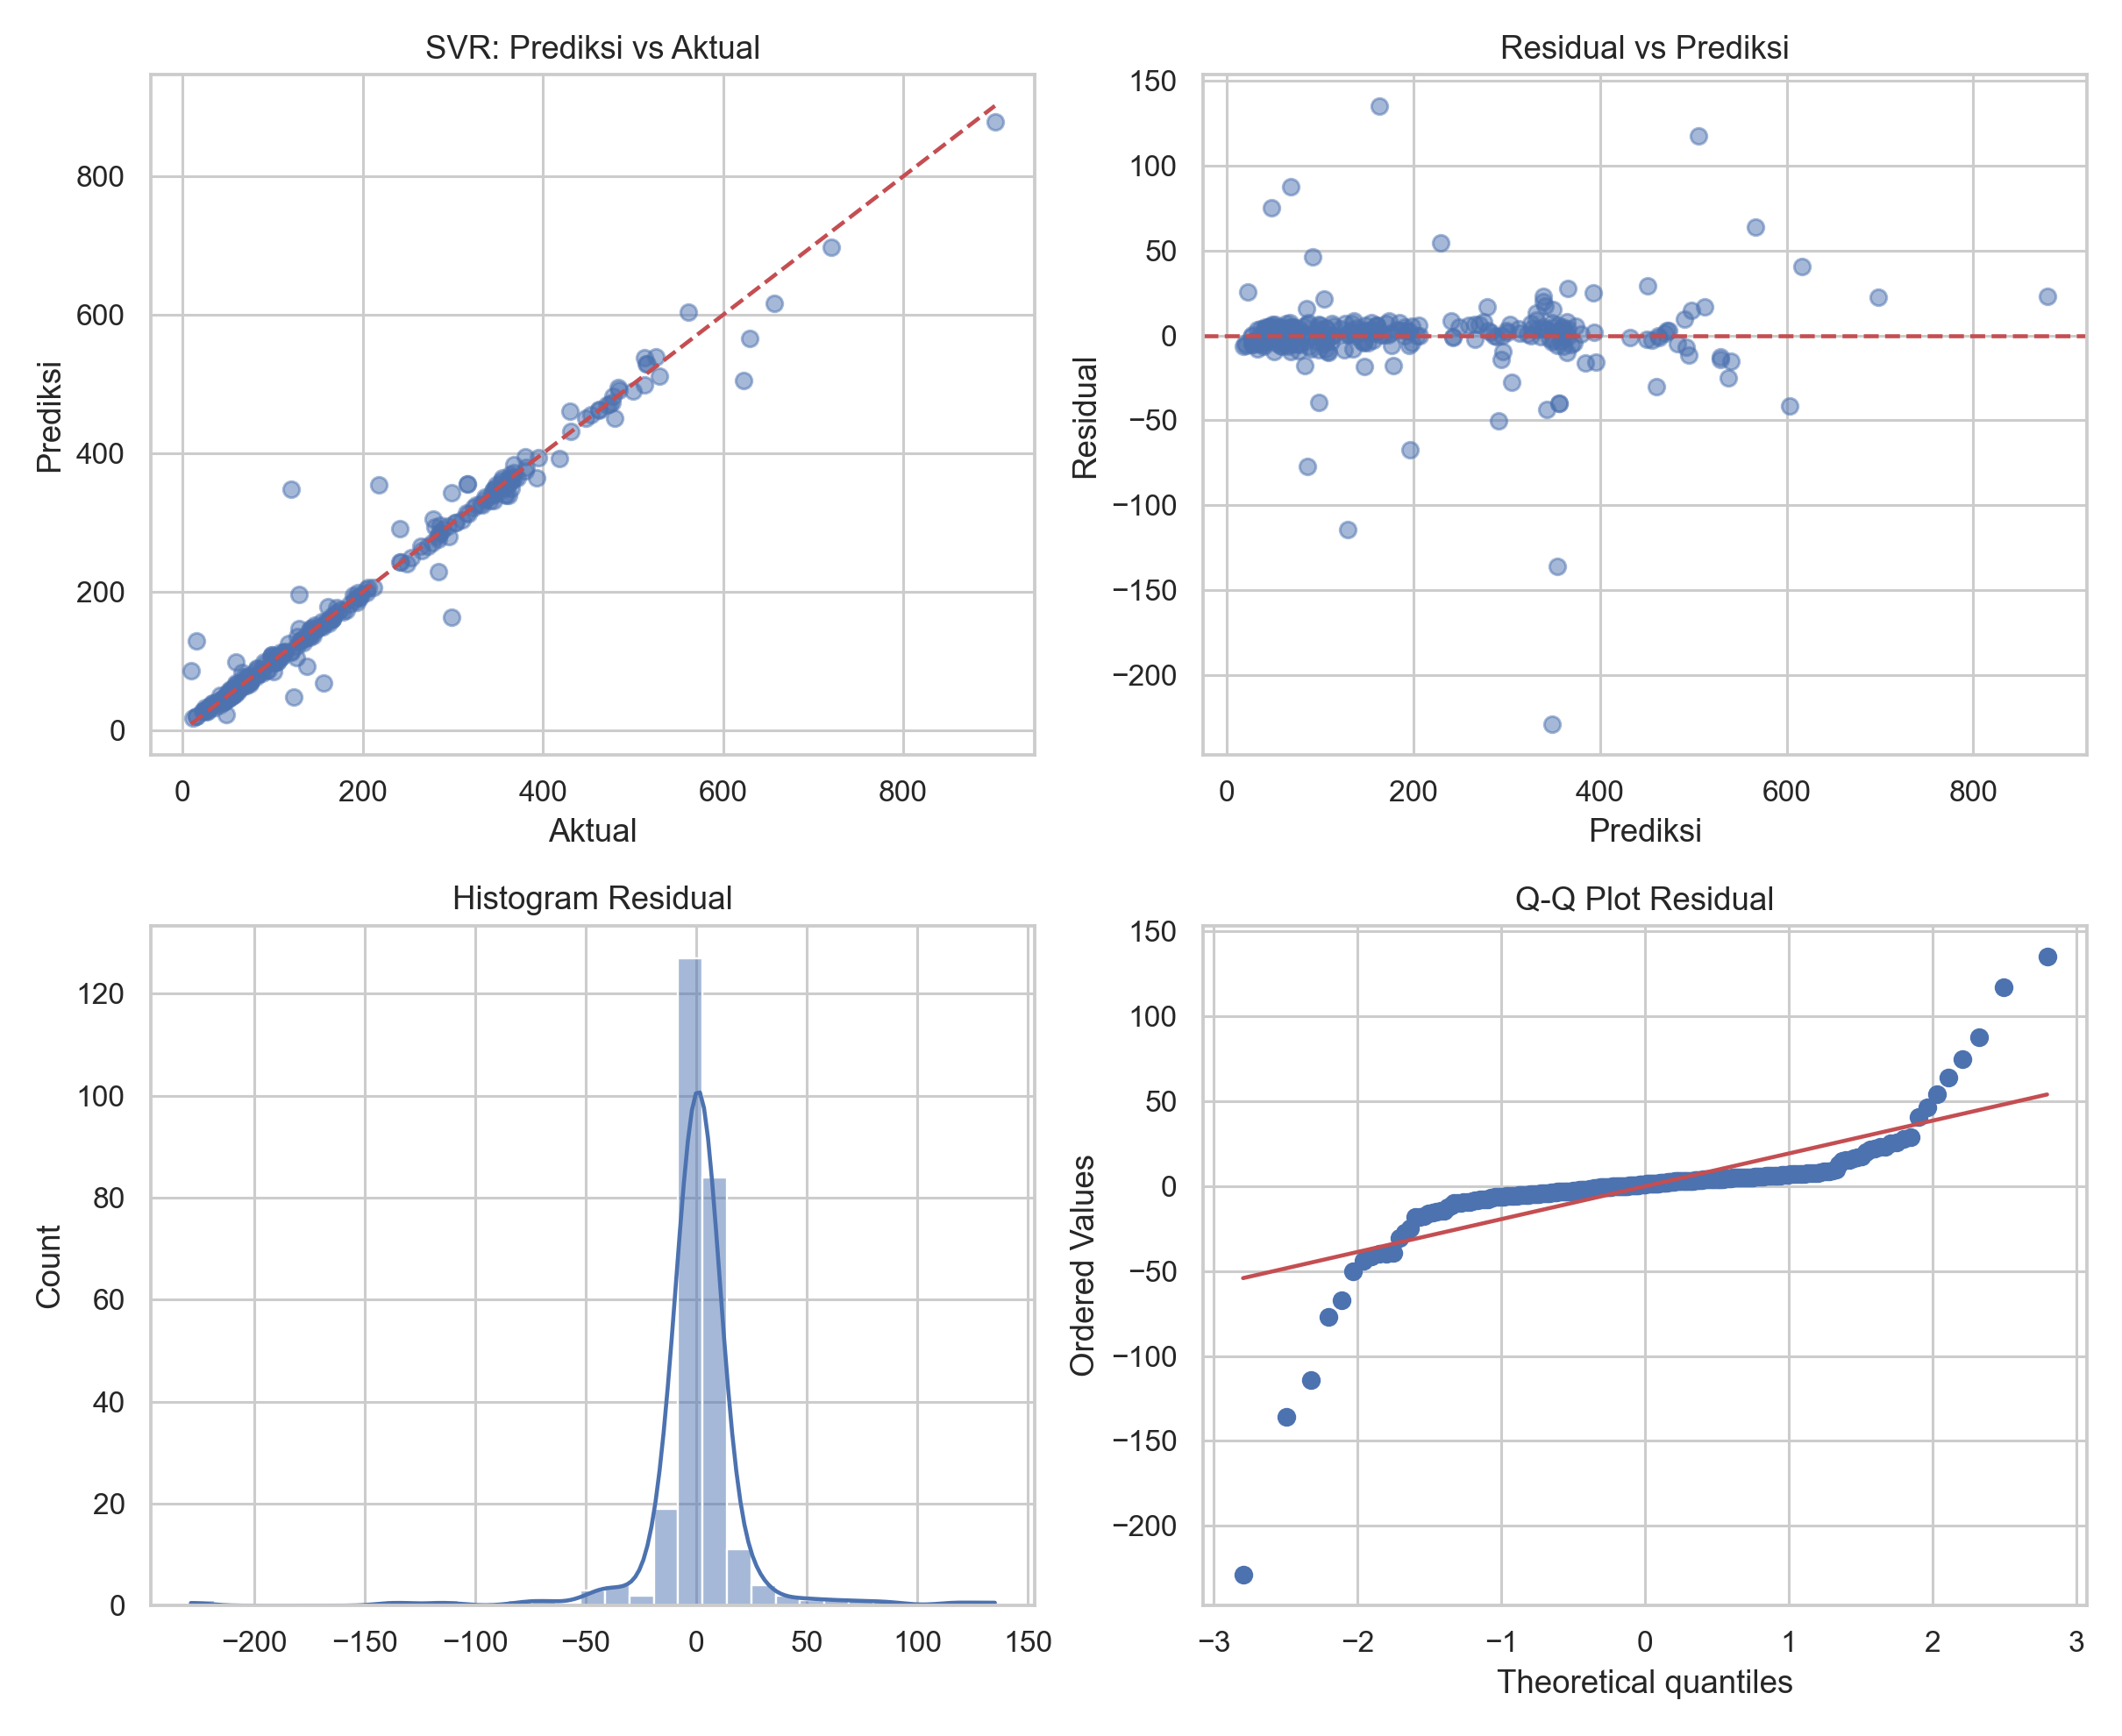 SVR: Prediksi vs Aktual
Prediksi
800
600
400
200
0
0 200 400 600 800
Aktual
Residual vs Prediksi
Residual
150
100
50
0
−50
−100
−150
−200
0 200 400 600 800
Prediksi
Histogram Residual
Count
120
100
80
60
40
20
0
−200 −150 −100 −50 0 50 100 150
Q-Q Plot Residual
Ordered Values
150
100
50
0
−50
−100
−150
−200
−3 −2 −1 0 1 2 3
Theoretical quantiles